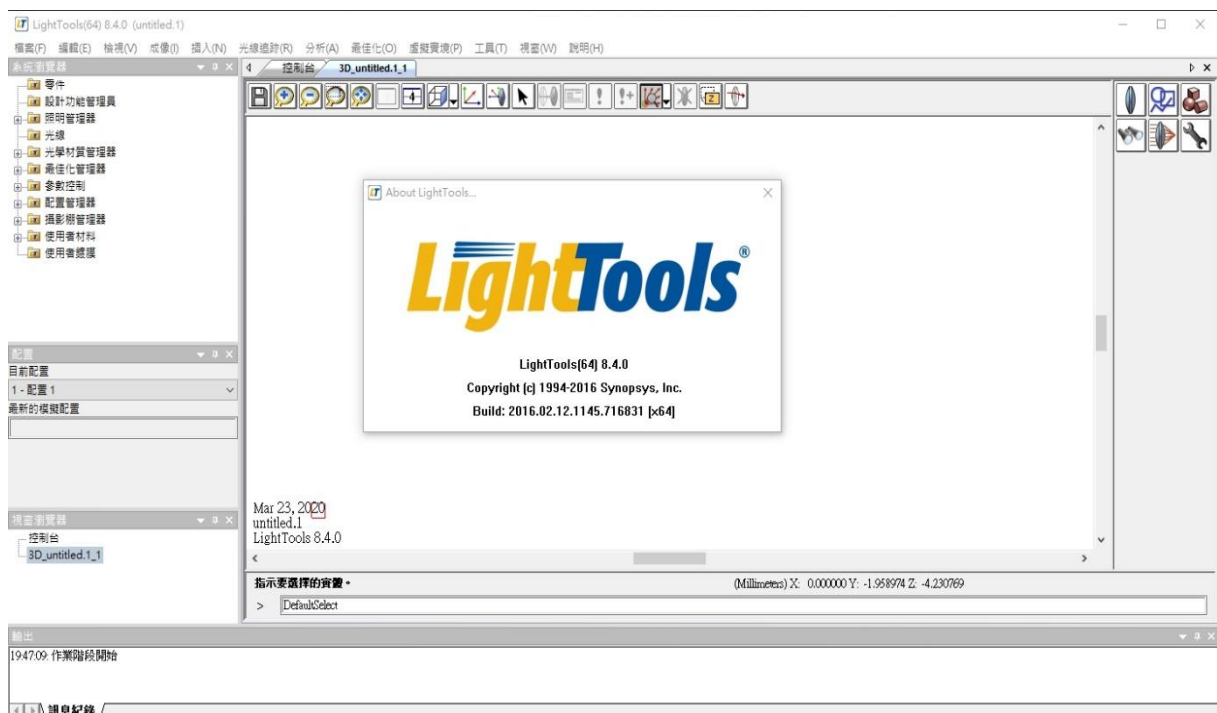 LightTools(64) 8.4.0 (untitled.1)
檔案(F) 編輯(E) 檢視(V) 成像(I) 插入(N) 光線追跡(R) 分析(A) 最佳化(O) 虛擬實境(P) 工具(T) 視窗(W) 說明(H)
系統瀏覽器
控制台 3D_untitled.1_1
零件
設計功能管理員
照明管理器
光線
光學材質管理器
最佳化管理器
參數控制
配置管理器
攝影棚管理器
使用者材料
使用者鍍膜
About LightTools...
LightTools®
LightTools(64) 8.4.0
Copyright (c) 1994-2016 Synopsys, Inc.
Build: 2016.02.12.1145.716831 [x64]
配置
目前配置
1 - 配置 1
最新的模擬配置
Mar 23, 2020
untitled.1
LightTools 8.4.0
視窗瀏覽器
控制台
3D_untitled.1_1
指示要選擇的實體。
(Millimeters) X: 0.000000 Y: -1.958974 Z: -4.230769
> DefaultSelect
輸出
19:47:09: 作業階段開始
訊息紀錄